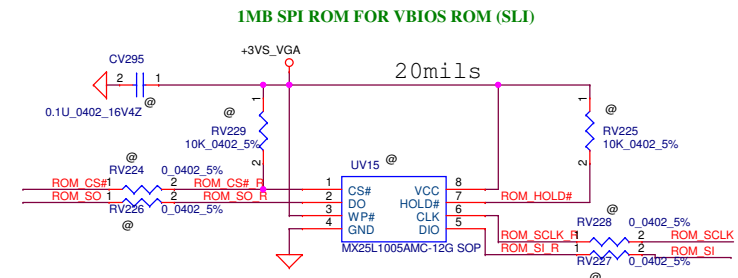 1MB SPI ROM FOR VBIOS ROM (SLI)
+3VS_VGA
CV295
2 1
@
0.1U_0402_16V4Z
20mils
@
RV229
10K_0402_5%
1
2
@
RV225
10K_0402_5%
1
2
@
RV224 0_0402_5%
ROM_CS# 1 2 ROM_CS#_R
ROM_SO 1 2 ROM_SO_R
RV226 0_0402_5%
@
UV15 @
1 CS# VCC 8
2 DO HOLD# 7 ROM_HOLD#
3 WP# CLK 6
4 GND DIO 5
MX25L1005AMC-12G SOP
@
RV228 0_0402_5%
ROM_SCLK_R 1 2 ROM_SCLK
ROM_SI_R 1 2 ROM_SI
RV227 0_0402_5%
@